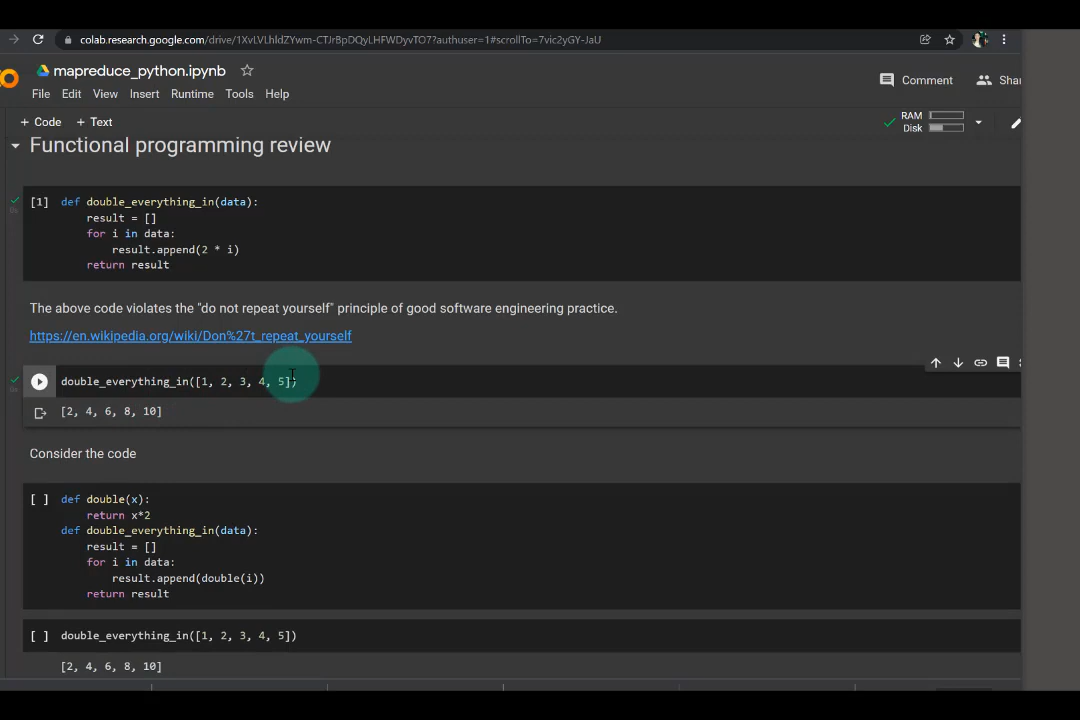 colab.research.google.com/drive/1XvLVLhldZYwm-CTJrBpDQyLHFWDyvTO7?authuser=1#scrollTo=7vic2yGY-JaU
mapreduce_python.ipynb
Comment
Shar
File Edit View Insert Runtime Tools Help
+ Code + Text
RAM
Disk
Functional programming review
[1] def double_everything_in(data):
result = []
for i in data:
result.append(2 * i)
return result
0s
The above code violates the "do not repeat yourself" principle of good software engineering practice.
https://en.wikipedia.org/wiki/Don%27t_repeat_yourself
double_everything_in([1, 2, 3, 4, 5])
0s
[2, 4, 6, 8, 10]
Consider the code
[ ] def double(x):
return x*2
def double_everything_in(data):
result = []
for i in data:
result.append(double(i))
return result
[ ] double_everything_in([1, 2, 3, 4, 5])
[2, 4, 6, 8, 10]